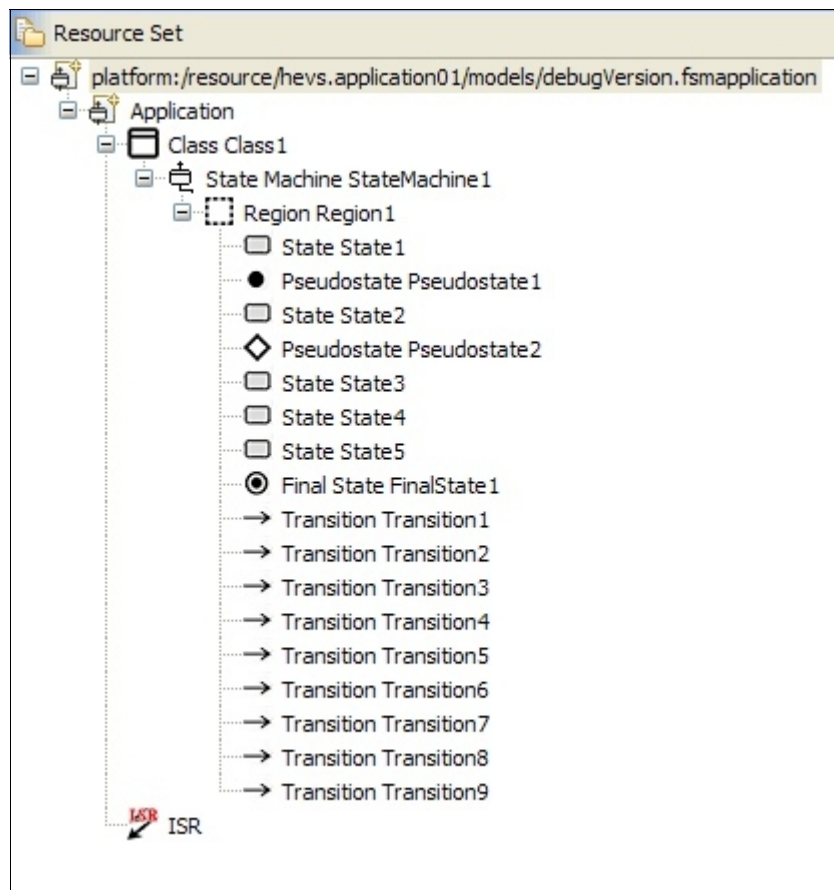 Resource Set
platform:/resource/hevs.application01/models/debugVersion.fsmapplication
Application
Class Class1
State Machine StateMachine1
Region Region1
State State1
Pseudostate Pseudostate1
State State2
Pseudostate Pseudostate2
State State3
State State4
State State5
Final State FinalState1
Transition Transition1
Transition Transition2
Transition Transition3
Transition Transition4
Transition Transition5
Transition Transition6
Transition Transition7
Transition Transition8
Transition Transition9
ISR ISR